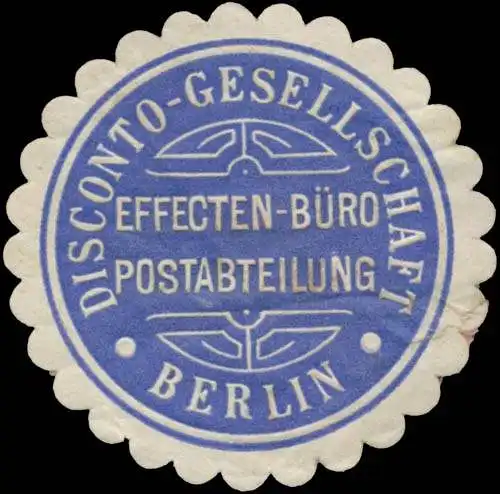 DISCONTO-GESELLSCHAFT
EFFECTEN-BÜRO
POSTABTEILUNG
BERLIN